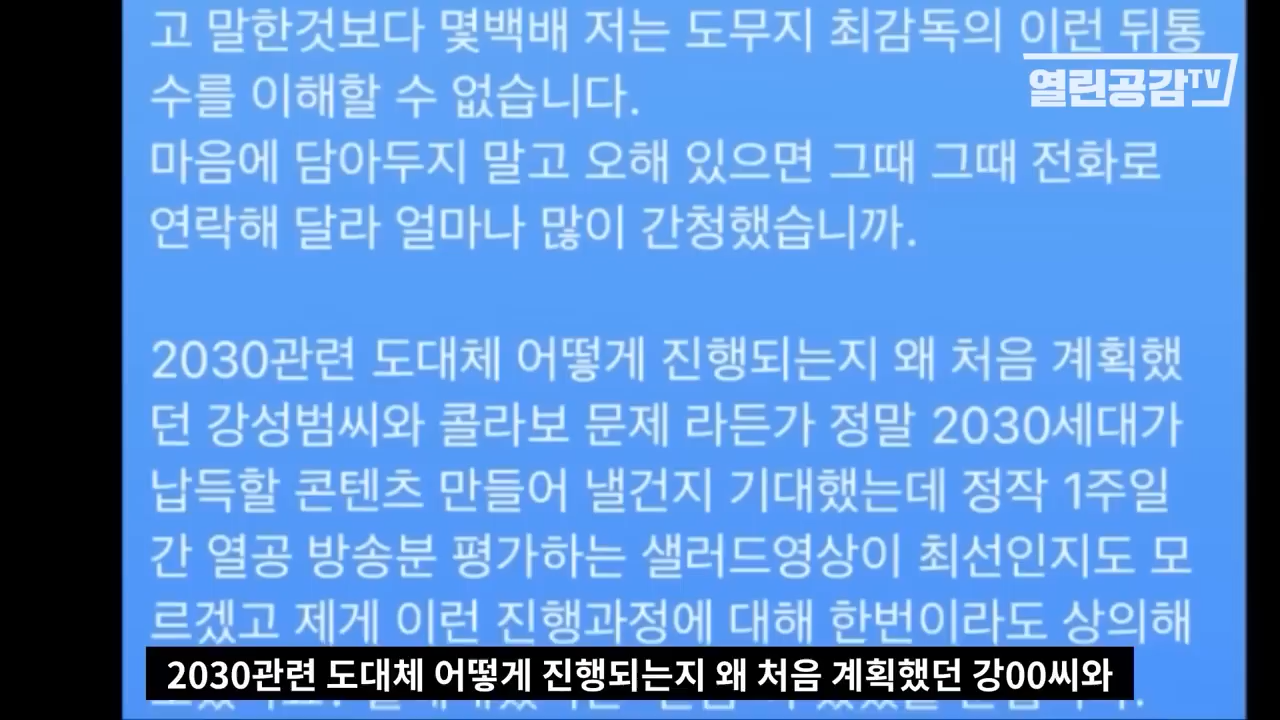 고 말한것보다 몇백배 저는 도무지 최감독의 이런 뒤통
열린공감TV
수를 이해할 수 없습니다.
마음에 담아두지 말고 오해 있으면 그때 그때 전화로
연락해 달라 얼마나 많이 간청했습니까.
2030관련 도대체 어떻게 진행되는지 왜 처음 계획했
던 강성범씨와 콜라보 문제 라든가 정말 2030세대가
납득할 콘텐츠 만들어 낼건지 기대했는데 정작 1주일
간 열공 방송분 평가하는 샐러드영상이 최선인지도 모
르겠고 제게 이런 진행과정에 대해 한번이라도 상의해
2030관련 도대체 어떻게 진행되는지 왜 처음 계획했던 강00씨와